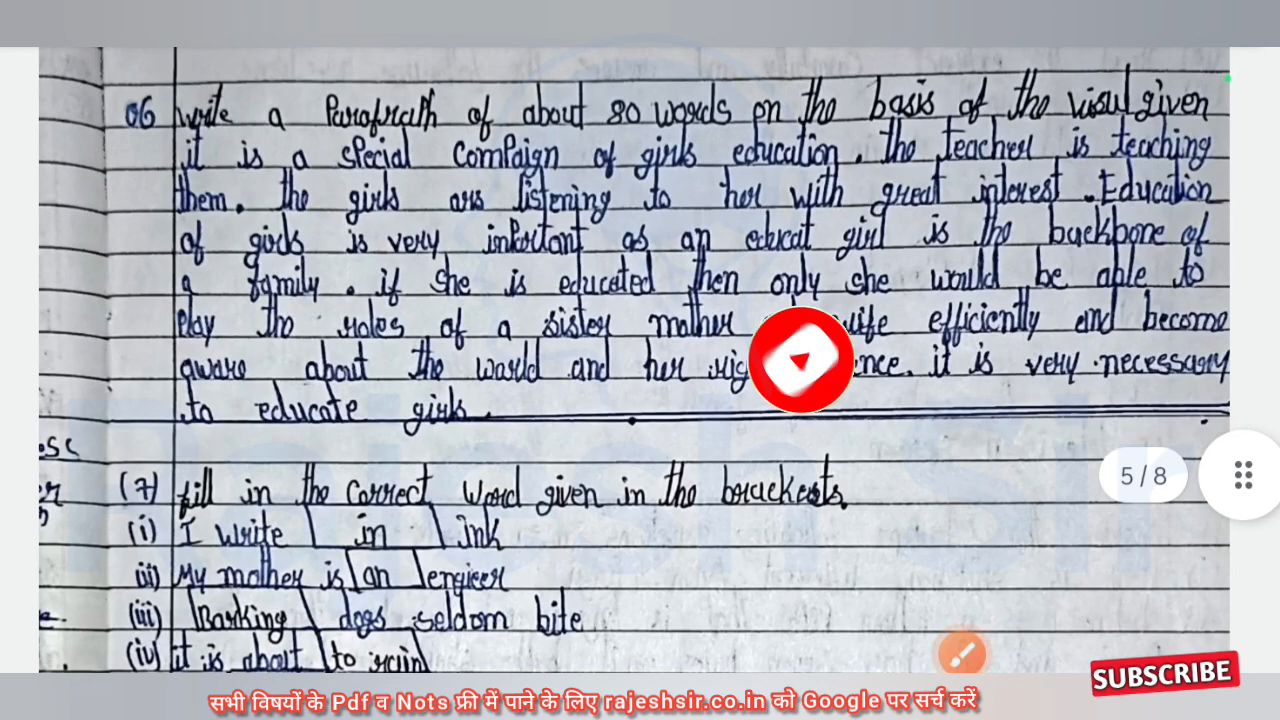 06 write a Parafrath of about 80 words on the basis of the visul given
it is a special comPaign of girls education. the teacher is teaching
them. the girls ars listening to her with great interest. Education
of girls is very inportant as an educat girl is the backbone of
a family. if she is educated then only she would be able to
Play the roles of a sister mother wife efficiently and become
aware about the world and her it is very necessary
to educate girls.
(7) fill in the correct word given in the brackeets.
(i) I write in ink
ii) My mother is an engieer
(iii) Barking dogs seldom bite
(iv) it is about to rain
5 / 8
SUBSCRIBE
सभी विषयों के Pdf व Nots फ्री में पाने के लिए rajeshsir.co.in को Google पर सर्च करें